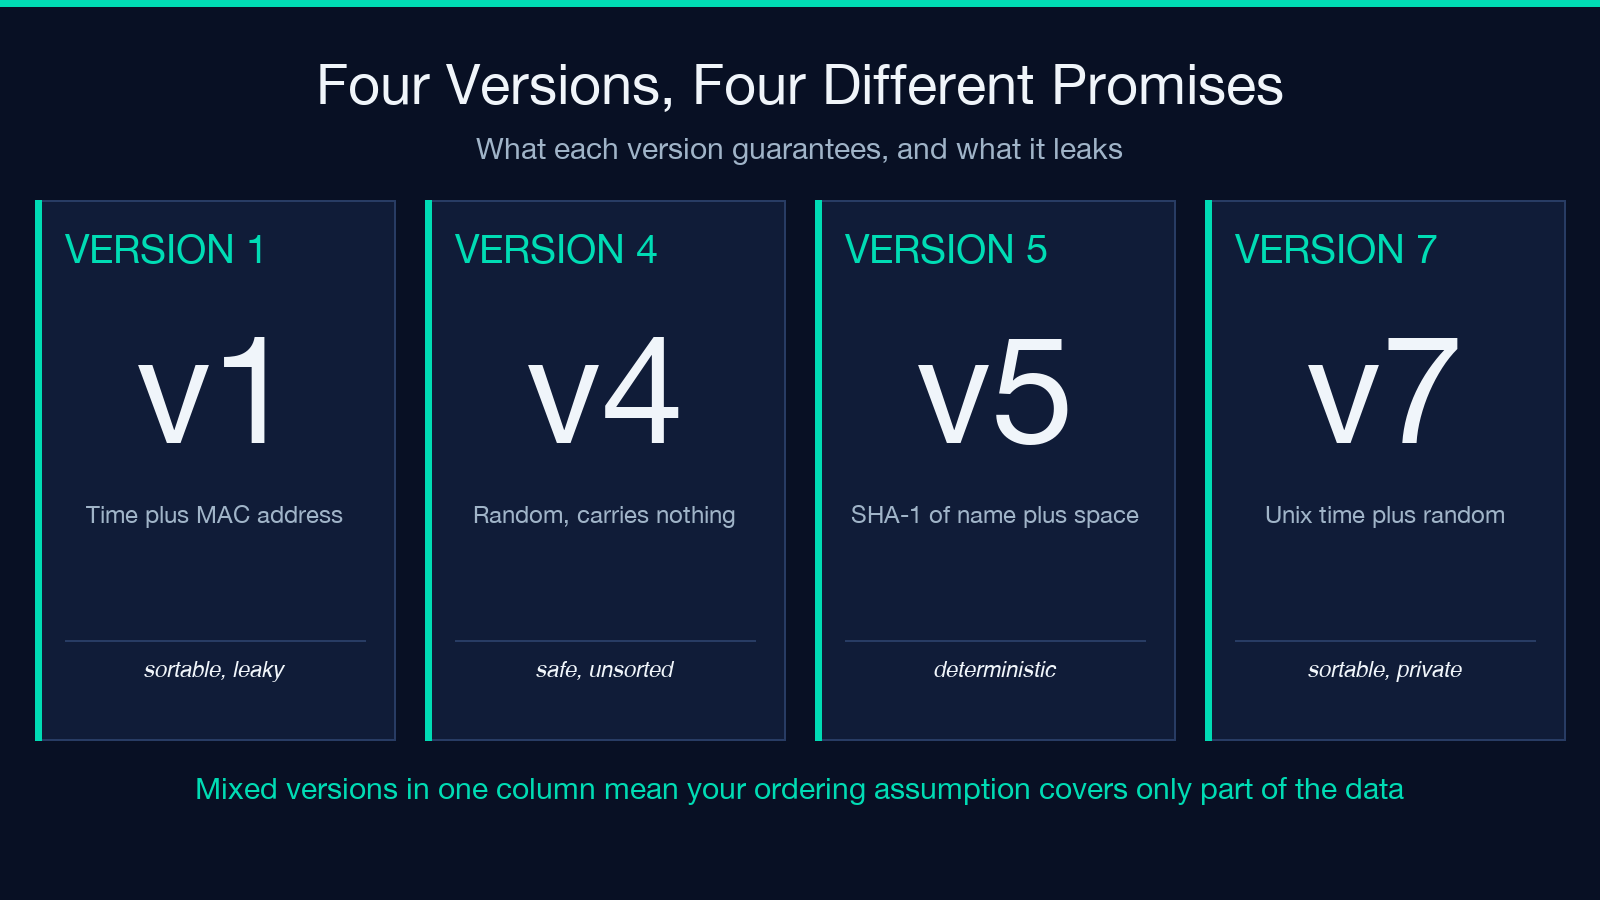 Four Versions, Four Different Promises
What each version guarantees, and what it leaks
VERSION 1
v1
Time plus MAC address
sortable, leaky
VERSION 4
v4
Random, carries nothing
safe, unsorted
VERSION 5
v5
SHA-1 of name plus space
deterministic
VERSION 7
v7
Unix time plus random
sortable, private
Mixed versions in one column mean your ordering assumption covers only part of the data